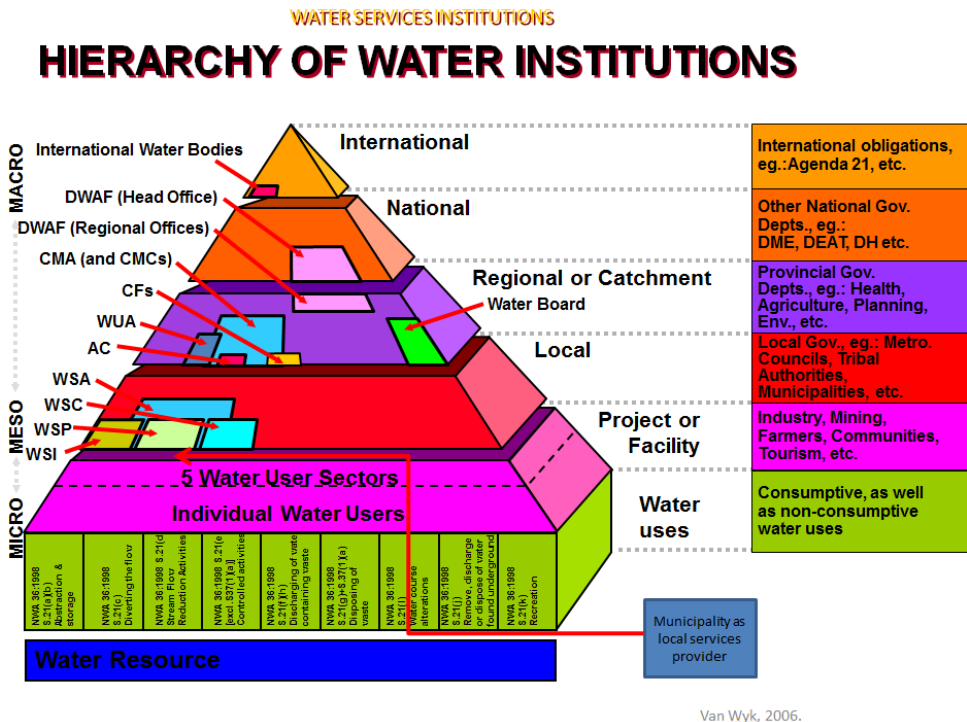 WATER SERVICES INSTITUTIONS
HIERARCHY OF WATER INSTITUTIONS
MACRO
MESO
MICRO
International Water Bodies
DWAF (Head Office)
DWAF (Regional Offices)
CMA (and CMCs)
CFs
WUA
AC
WSA
WSC
WSP
WSI
International
National
Regional or Catchment
Water Board
Local
Project or
Facility
Water
uses
International obligations,
eg.:Agenda 21, etc.
Other National Gov.
Depts., eg.:
DME, DEAT, DH etc.
Provincial Gov.
Depts., eg.: Health,
Agriculture, Planning,
Env., etc.
Local Gov., eg.: Metro.
Councils, Tribal
Authorities,
Municipalities, etc.
Industry, Mining,
Farmers, Communities,
Tourism, etc.
Consumptive, as well
as non-consumptive
water uses
5 Water User Sectors
Individual Water Users
NWA 36:1998
S.21(a)(b)
Abstraction &
storage
NWA 36:1998
S.21(c)
Diverting the flow
NWA 36:1998 S.21(d
Stream Flow
Reduction Activities
NWA 36:1998 S.21(e
[excl.S37(1)(a)]
Controlled activities
NWA 36:1998
S.21(f)(h)
Discharging of wate
containing waste
NWA 36:1998
S.21(g)+S.37(1)(a)
Disposing of
waste
NWA 36:1998
S.21(i)
Water course
alterations
NWA 36:1998
S.21(j)
Remove, discharge
or dispose of water
found underground
NWA 36:1998
S.21(k)
Recreation
Water Resource
Municipality as
local services
provider
Van Wyk, 2006.